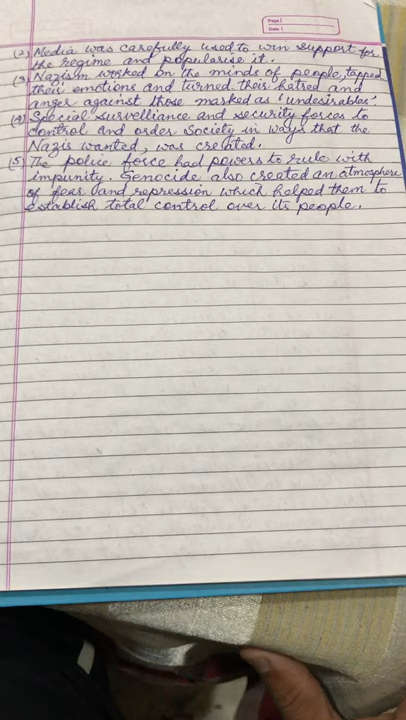 Page:
Date:
(2) Media was carefully used to win support for
the regime and popularise it.
(3) Nazism worked on the minds of people, tapped
their emotions and turned their hatred and
anger against those marked as 'undesirables'.
(4) Special survelliance and security forces to
control and order society in ways that the
Nazis wanted, was created.
(5) The police force had powers to rule with
impunity. Genocide also created an atmosphere
of fear and repression which helped them to
establish total control over its people.